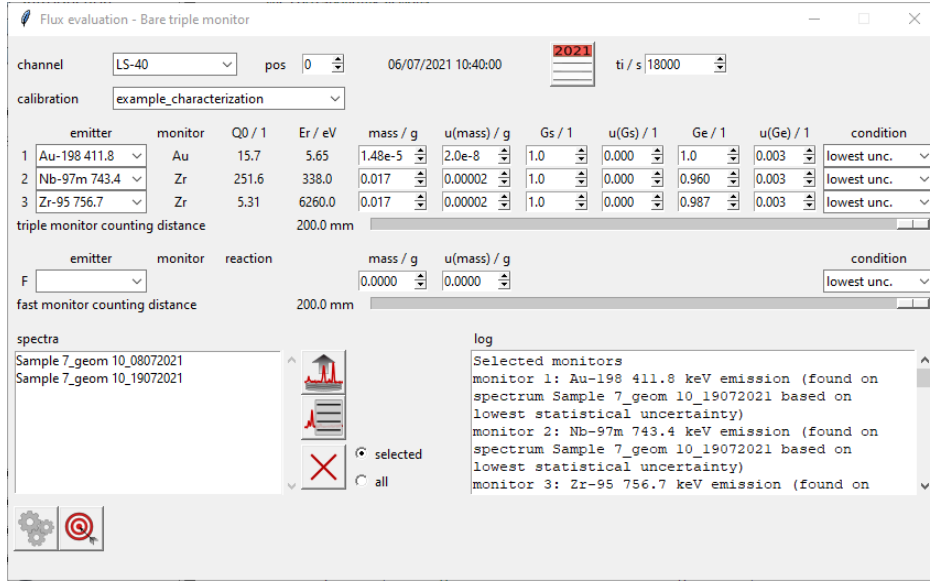 Flux evaluation - Bare triple monitor
channel LS-40 pos 0 06/07/2021 10:40:00 2021 ti / s 18000
calibration example_characterization
emitter monitor Q0 / 1 Er / eV mass / g u(mass) / g Gs / 1 u(Gs) / 1 Ge / 1 u(Ge) / 1 condition
1 Au-198 411.8 Au 15.7 5.65 1.48e-5 2.0e-8 1.0 0.000 1.0 0.003 lowest unc.
2 Nb-97m 743.4 Zr 251.6 338.0 0.017 0.00002 1.0 0.000 0.960 0.003 lowest unc.
3 Zr-95 756.7 Zr 5.31 6260.0 0.017 0.00002 1.0 0.000 0.987 0.003 lowest unc.
triple monitor counting distance 200.0 mm
emitter monitor reaction mass / g u(mass) / g condition
F 0.0000 0.0000 lowest unc.
fast monitor counting distance 200.0 mm
spectra
Sample 7_geom 10_08072021
Sample 7_geom 10_19072021
selected
all
log
Selected monitors
monitor 1: Au-198 411.8 keV emission (found on
spectrum Sample 7_geom 10_19072021 based on
lowest statistical uncertainty)
monitor 2: Nb-97m 743.4 keV emission (found on
spectrum Sample 7_geom 10_19072021 based on
lowest statistical uncertainty)
monitor 3: Zr-95 756.7 keV emission (found on